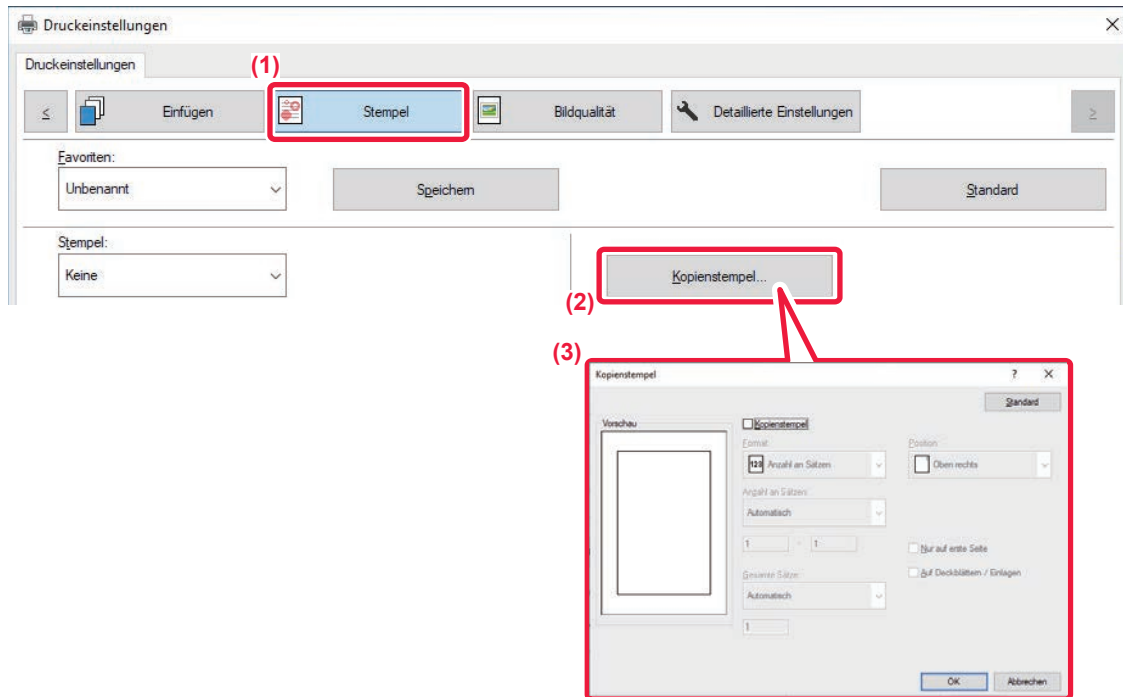 Druckeinstellungen
Druckeinstellungen
(1)
≤ Einfügen Stempel Bildqualität Detaillierte Einstellungen ≥
Favoriten:
Unbenannt Speichern Standard
Stempel:
Keine Kopienstempel...
(2)
(3)
Kopienstempel ? X
Standard
Vorschau Kopienstempel
Format: Position:
123 Anzahl an Sätzen Oben rechts
Anzahl an Sätzen:
Automatisch
1 - 1 Nur auf erste Seite
Gesamte Sätze: Auf Deckblättern / Einlagen
Automatisch
1
OK Abbrechen